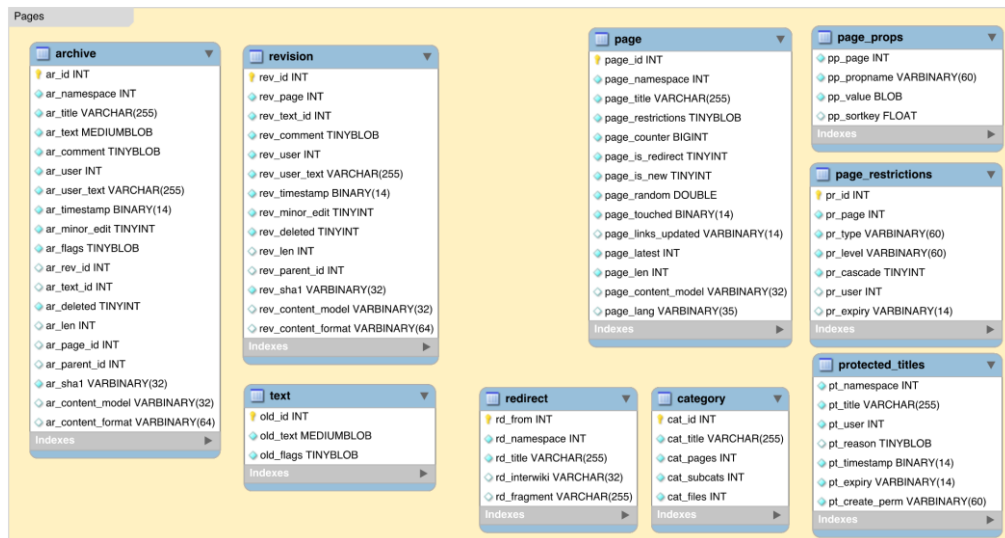 Pages
archive
ar_id INT
ar_namespace INT
ar_title VARCHAR(255)
ar_text MEDIUMBLOB
ar_comment TINYBLOB
ar_user INT
ar_user_text VARCHAR(255)
ar_timestamp BINARY(14)
ar_minor_edit TINYINT
ar_flags TINYBLOB
ar_rev_id INT
ar_text_id INT
ar_deleted TINYINT
ar_len INT
ar_page_id INT
ar_parent_id INT
ar_sha1 VARBINARY(32)
ar_content_model VARBINARY(32)
ar_content_format VARBINARY(64)
Indexes
revision
rev_id INT
rev_page INT
rev_text_id INT
rev_comment TINYBLOB
rev_user INT
rev_user_text VARCHAR(255)
rev_timestamp BINARY(14)
rev_minor_edit TINYINT
rev_deleted TINYINT
rev_len INT
rev_parent_id INT
rev_sha1 VARBINARY(32)
rev_content_model VARBINARY(32)
rev_content_format VARBINARY(64)
Indexes
text
old_id INT
old_text MEDIUMBLOB
old_flags TINYBLOB
Indexes
page
page_id INT
page_namespace INT
page_title VARCHAR(255)
page_restrictions TINYBLOB
page_counter BIGINT
page_is_redirect TINYINT
page_is_new TINYINT
page_random DOUBLE
page_touched BINARY(14)
page_links_updated VARBINARY(14)
page_latest INT
page_len INT
page_content_model VARBINARY(32)
page_lang VARBINARY(35)
Indexes
redirect
rd_from INT
rd_namespace INT
rd_title VARCHAR(255)
rd_interwiki VARCHAR(32)
rd_fragment VARCHAR(255)
Indexes
category
cat_id INT
cat_title VARCHAR(255)
cat_pages INT
cat_subcats INT
cat_files INT
Indexes
page_props
pp_page INT
pp_propname VARBINARY(60)
pp_value BLOB
pp_sortkey FLOAT
Indexes
page_restrictions
pr_id INT
pr_page INT
pr_type VARBINARY(60)
pr_level VARBINARY(60)
pr_cascade TINYINT
pr_user INT
pr_expiry VARBINARY(14)
Indexes
protected_titles
pt_namespace INT
pt_title VARCHAR(255)
pt_user INT
pt_reason TINYBLOB
pt_timestamp BINARY(14)
pt_expiry VARBINARY(14)
pt_create_perm VARBINARY(60)
Indexes